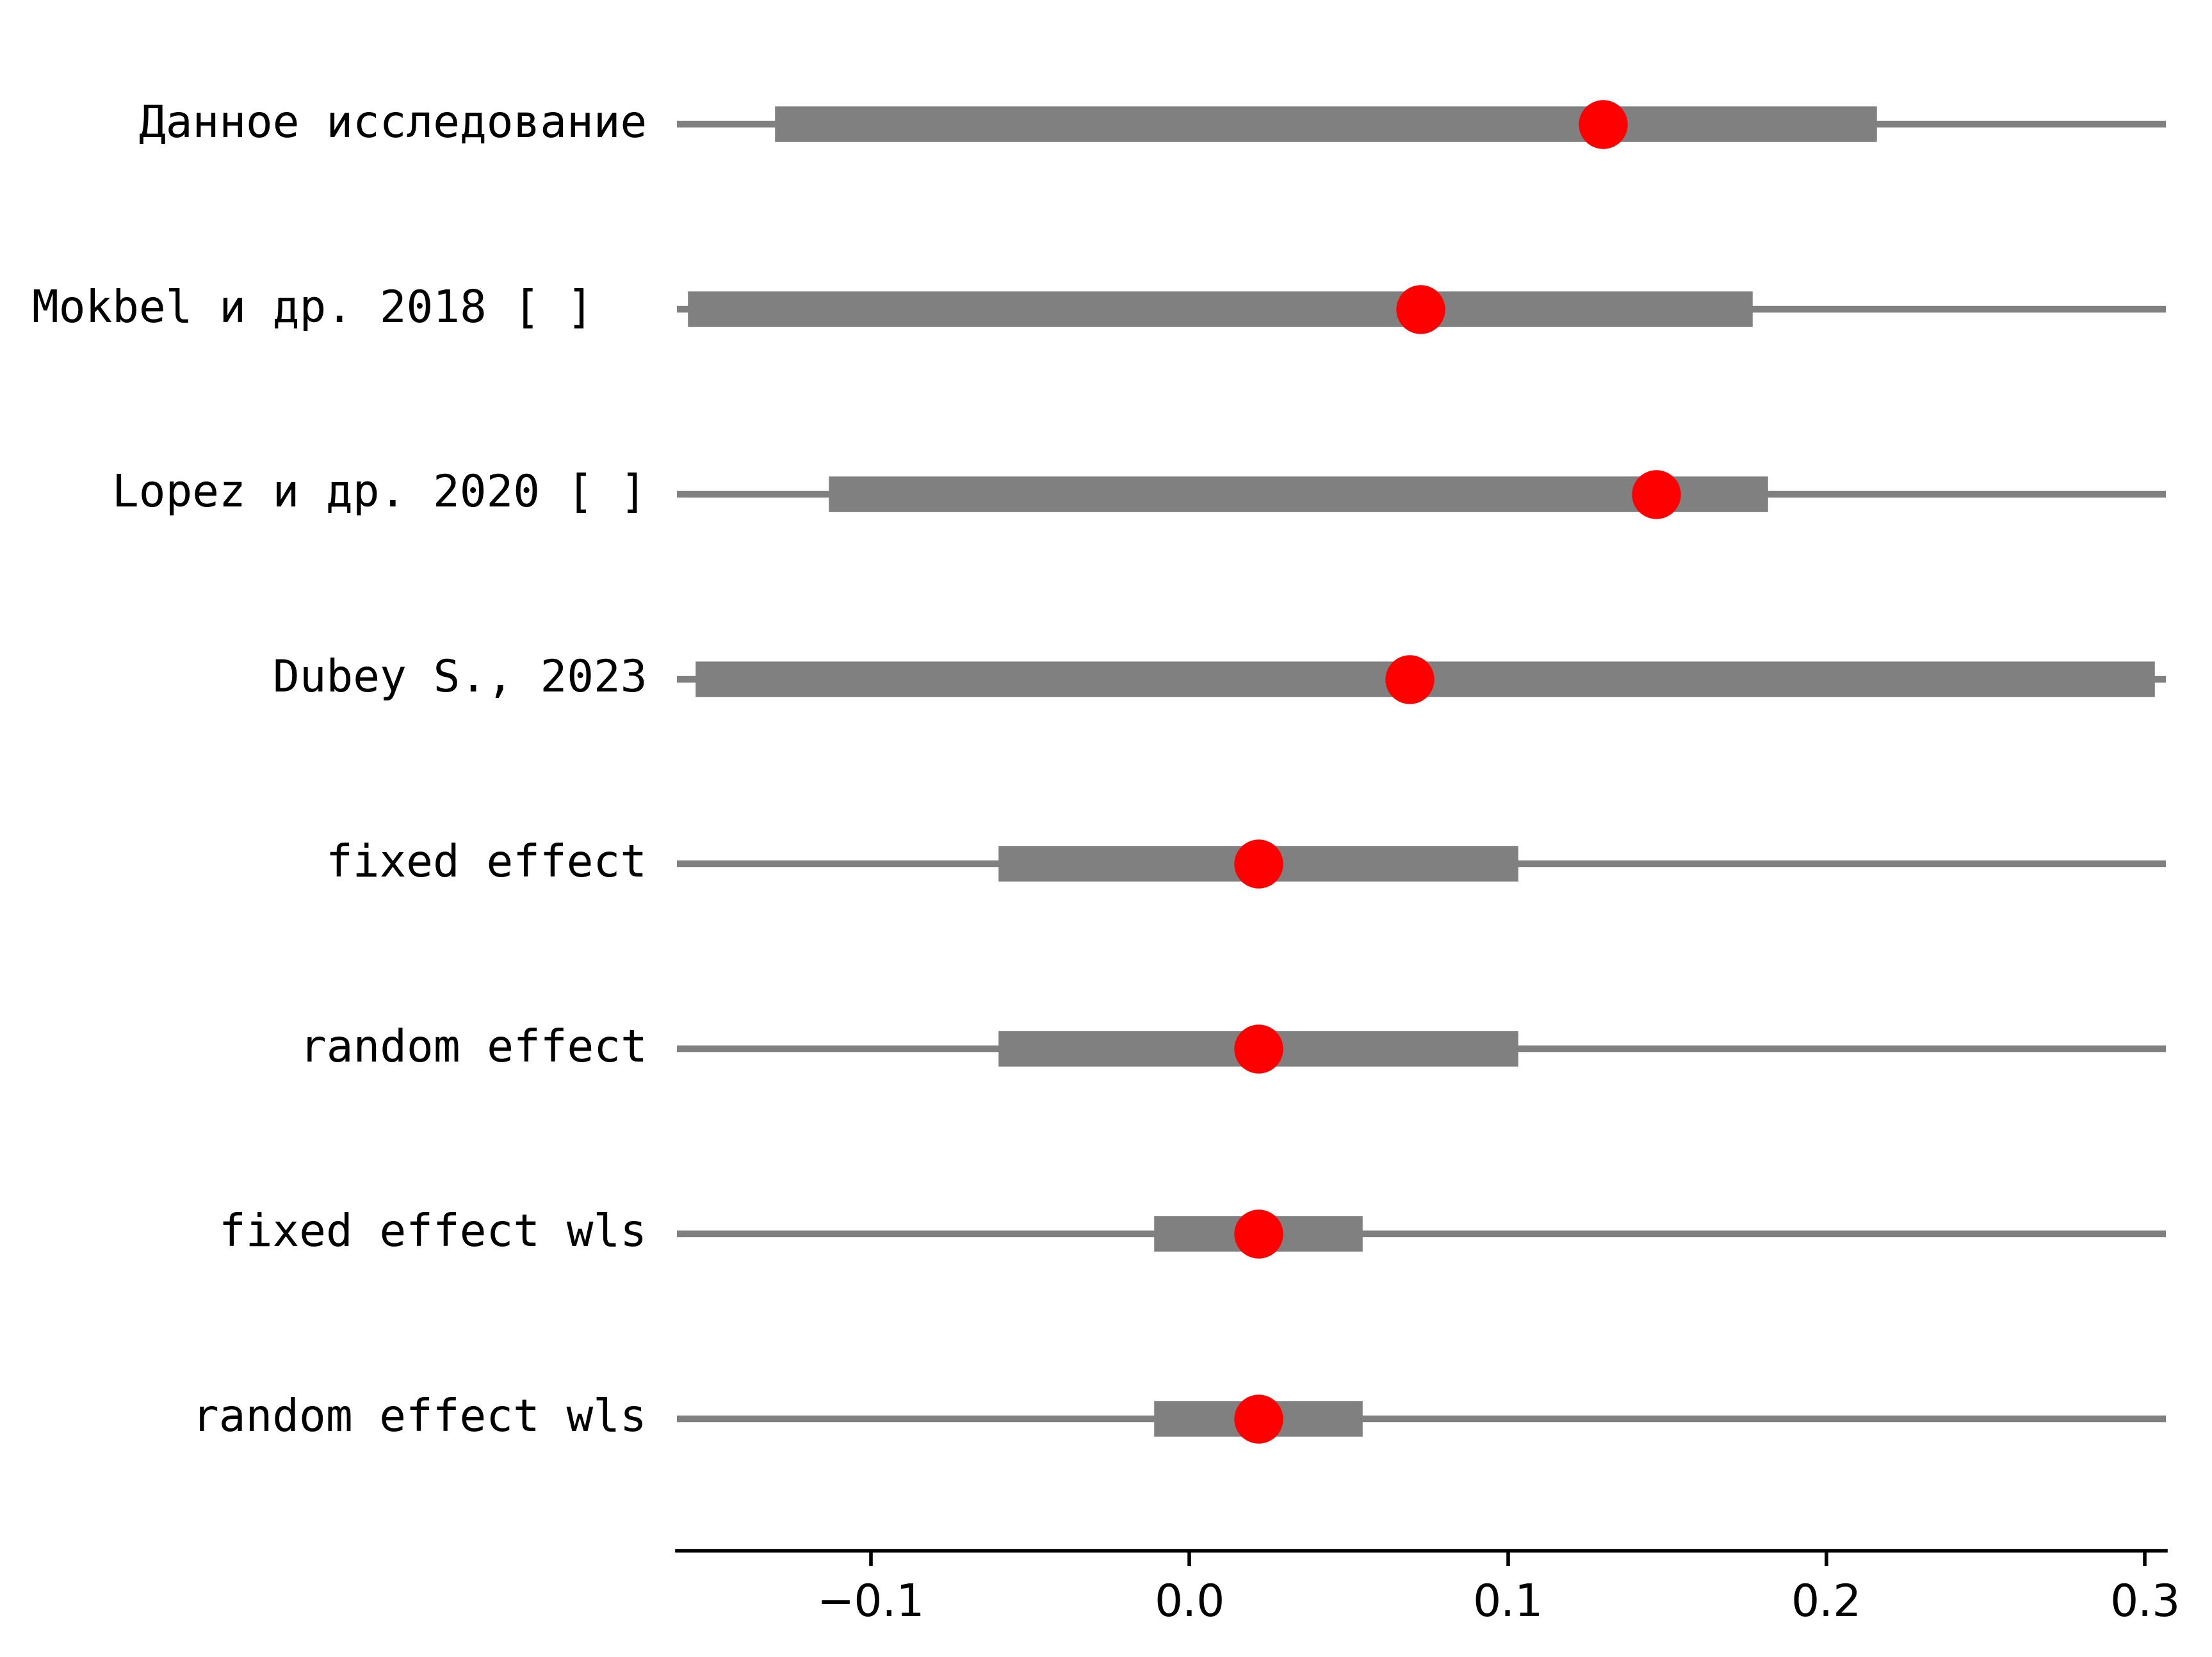 Данное исследование
Mokbel и др. 2018 [ ]
Lopez и др. 2020 [ ]
Dubey S., 2023
fixed effect
random effect
fixed effect wls
random effect wls
−0.1 0.0 0.1 0.2 0.3